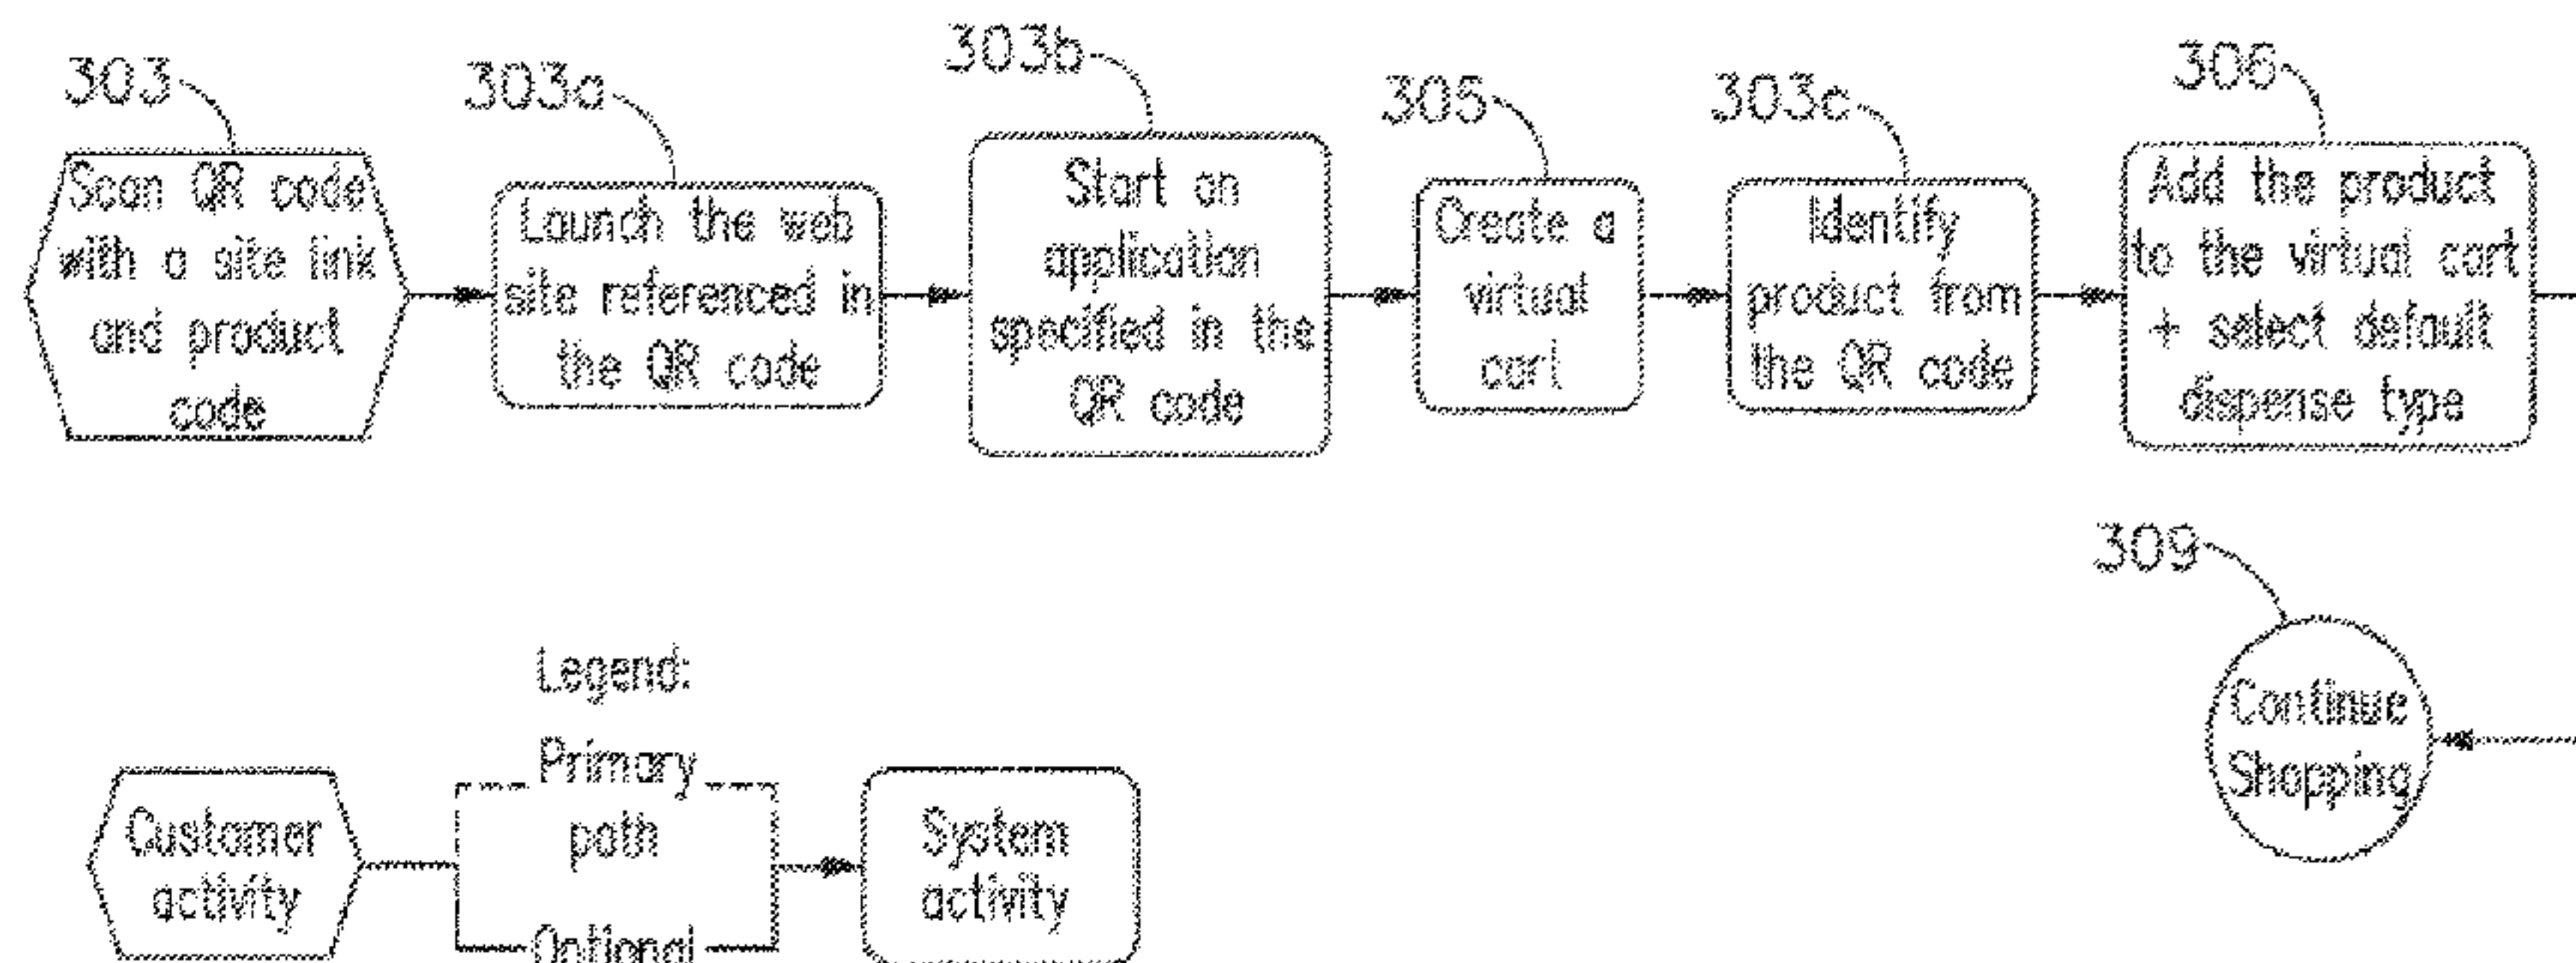 303
Scan QR code
with a site link
and product
code
303a
Launch the web
site referenced in
the QR code
303b
Start an
application
specified in the
QR code
305
Create a
virtual
cart
303c
Identify
product from
the QR code
306
Add the product
to the virtual cart
+ select default
dispense type
309
Continue
Shopping
Legend:
Customer
activity
Primary
path
Optional
System
activity